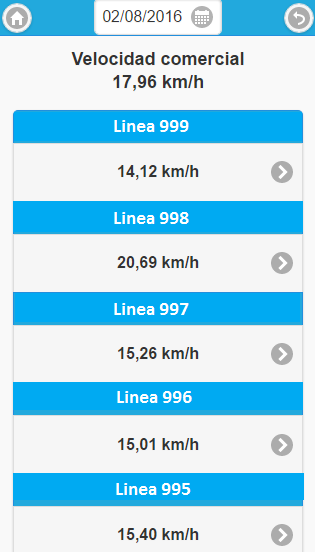 02/08/2016
Velocidad comercial
17,96 km/h
Linea 999
14,12 km/h
Linea 998
20,69 km/h
Linea 997
15,26 km/h
Linea 996
15,01 km/h
Linea 995
15,40 km/h